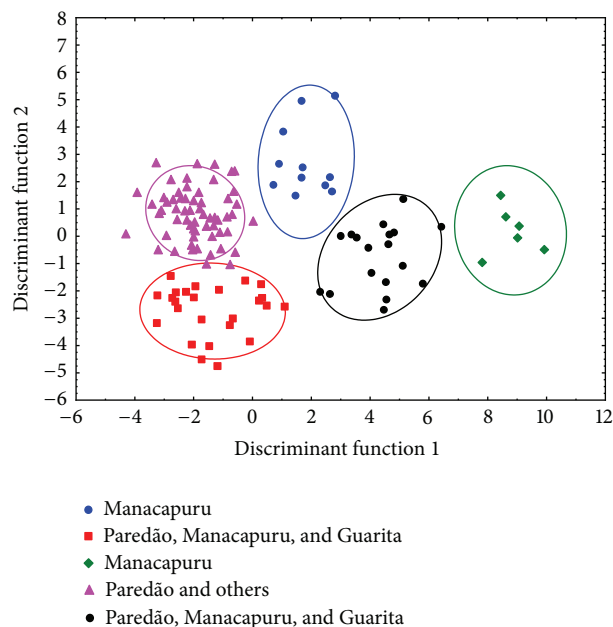 8
7
6
5
4
3
2
1
0
−1
−2
−3
−4
−5
−6
Discriminant function 2
−6 −4 −2 0 2 4 6 8 10 12
Discriminant function 1
Manacapuru
Paredão, Manacapuru, and Guarita
Manacapuru
Paredão and others
Paredão, Manacapuru, and Guarita